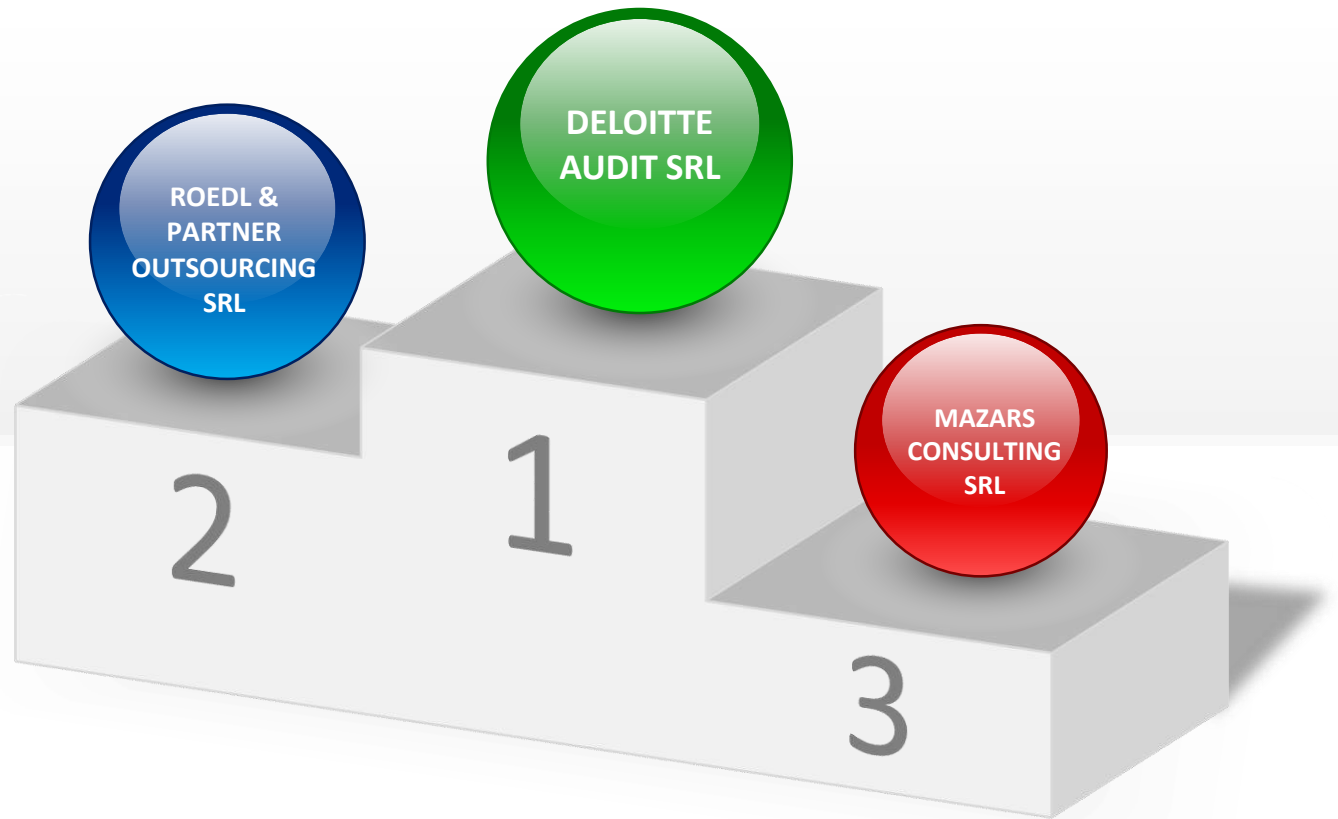 DELOITTE
AUDIT SRL
ROEDL &
PARTNER
OUTSOURCING
SRL
MAZARS
CONSULTING
SRL
2
1
3